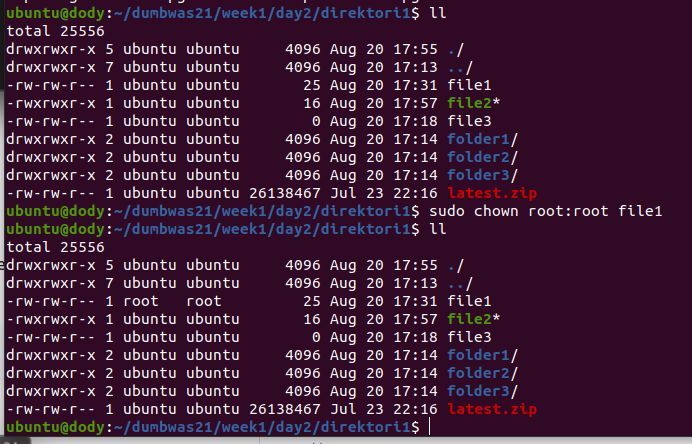 ubuntu@dody:~/dumbwas21/week1/day2/direktori1$ ll
total 25556
drwxrwxr-x 5 ubuntu ubuntu     4096 Aug 20 17:55 ./
drwxrwxr-x 7 ubuntu ubuntu     4096 Aug 20 17:13 ../
-rw-rw-r-- 1 ubuntu ubuntu       25 Aug 20 17:31 file1
-rwxrwxr-x 1 ubuntu ubuntu       16 Aug 20 17:57 file2*
-rw-rw-r-- 1 ubuntu ubuntu        0 Aug 20 17:18 file3
drwxrwxr-x 2 ubuntu ubuntu     4096 Aug 20 17:14 folder1/
drwxrwxr-x 2 ubuntu ubuntu     4096 Aug 20 17:14 folder2/
drwxrwxr-x 2 ubuntu ubuntu     4096 Aug 20 17:14 folder3/
-rw-rw-r-- 1 ubuntu ubuntu 26138467 Jul 23 22:16 latest.zip
ubuntu@dody:~/dumbwas21/week1/day2/direktori1$ sudo chown root:root file1
ubuntu@dody:~/dumbwas21/week1/day2/direktori1$ ll
total 25556
drwxrwxr-x 5 ubuntu ubuntu     4096 Aug 20 17:55 ./
drwxrwxr-x 7 ubuntu ubuntu     4096 Aug 20 17:13 ../
-rw-rw-r-- 1 root   root         25 Aug 20 17:31 file1
-rwxrwxr-x 1 ubuntu ubuntu       16 Aug 20 17:57 file2*
-rw-rw-r-- 1 ubuntu ubuntu        0 Aug 20 17:18 file3
drwxrwxr-x 2 ubuntu ubuntu     4096 Aug 20 17:14 folder1/
drwxrwxr-x 2 ubuntu ubuntu     4096 Aug 20 17:14 folder2/
drwxrwxr-x 2 ubuntu ubuntu     4096 Aug 20 17:14 folder3/
-rw-rw-r-- 1 ubuntu ubuntu 26138467 Jul 23 22:16 latest.zip
ubuntu@dody:~/dumbwas21/week1/day2/direktori1$